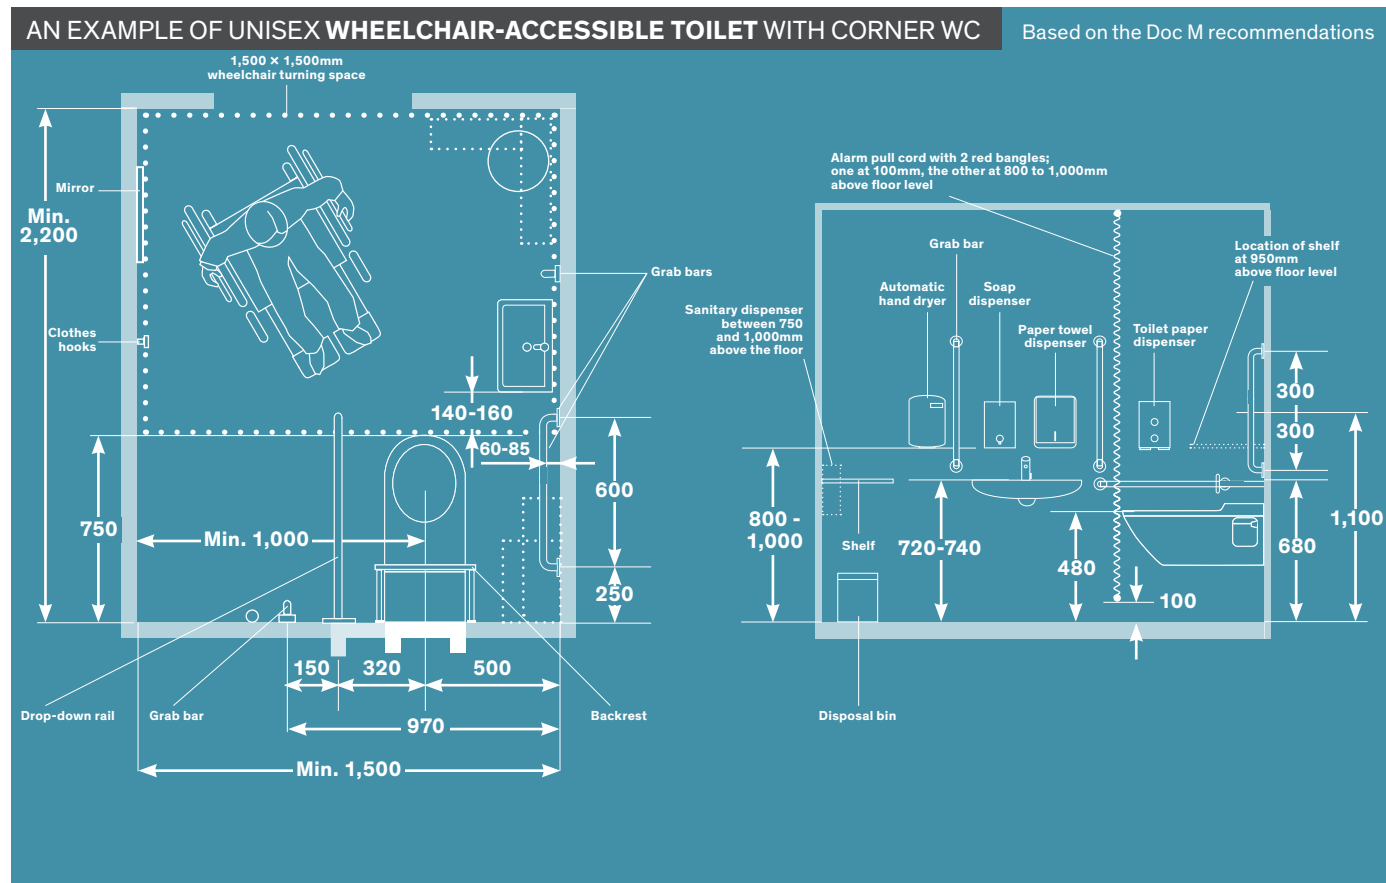 AN EXAMPLE OF UNISEX WHEELCHAIR-ACCESSIBLE TOILET WITH CORNER WC
Based on the Doc M recommendations
1,500 × 1,500mm
wheelchair turning space
Mirror
Min.
2,200
Clothes
hooks
Grab bars
140-160
60-85
600
750
Min. 1,000
250
150
320
500
Drop-down rail
Grab bar
970
Backrest
Min. 1,500
Alarm pull cord with 2 red bangles;
one at 100mm, the other at 800 to 1,000mm
above floor level
Grab bar
Location of shelf
at 950mm
above floor level
Automatic
hand dryer
Soap
dispenser
Sanitary dispenser
between 750
and 1,000mm
above the floor
Paper towel
dispenser
Toilet paper
dispenser
300
300
800 -
1,000
Shelf
720-740
480
680
1,100
100
Disposal bin